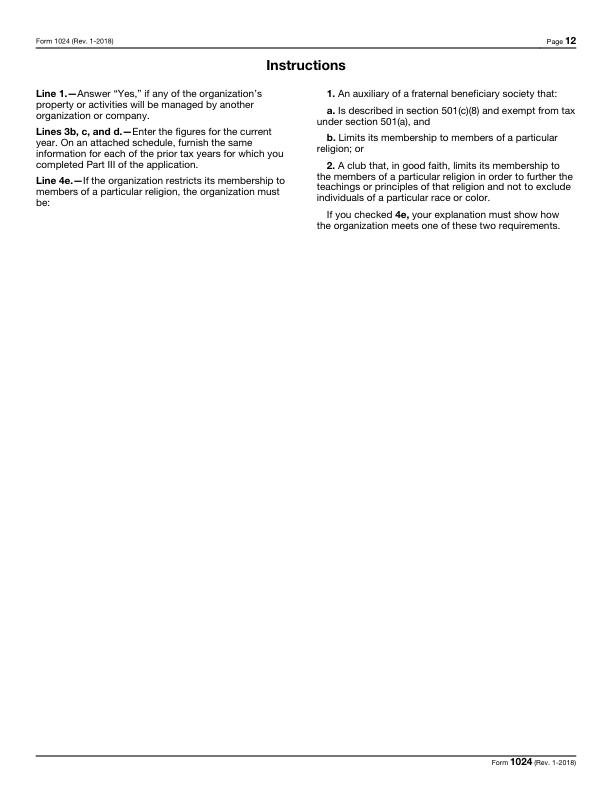 Form 1024 (Rev. 1-2018)
Page 12
Instructions
Line 1.—Answer “Yes,” if any of the organization’s
property or activities will be managed by another
organization or company.
Lines 3b, c, and d.—Enter the figures for the current
year. On an attached schedule, furnish the same
information for each of the prior tax years for which you
completed Part III of the application.
Line 4e.—If the organization restricts its membership to
members of a particular religion, the organization must
be:
1. An auxiliary of a fraternal beneficiary society that:
a. Is described in section 501(c)(8) and exempt from tax
under section 501(a), and
b. Limits its membership to members of a particular
religion; or
2. A club that, in good faith, limits its membership to
the members of a particular religion in order to further the
teachings or principles of that religion and not to exclude
individuals of a particular race or color.
If you checked 4e, your explanation must show how
the organization meets one of these two requirements.
Form 1024 (Rev. 1-2018)